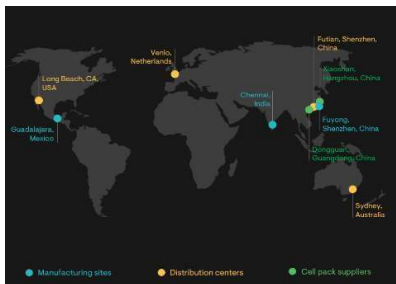 Futian, Shenzhen,
China
Venlo,
Netherlands
Xiaoshan,
Hangzhou, China
Long Beach, CA,
USA
Chennai,
India
Guadalajara,
Mexico
Fuyong,
Shenzhen, China
Dongguan,
Guangdong, China
Sydney,
Australia
Manufacturing sites
Distribution centers
Cell pack suppliers